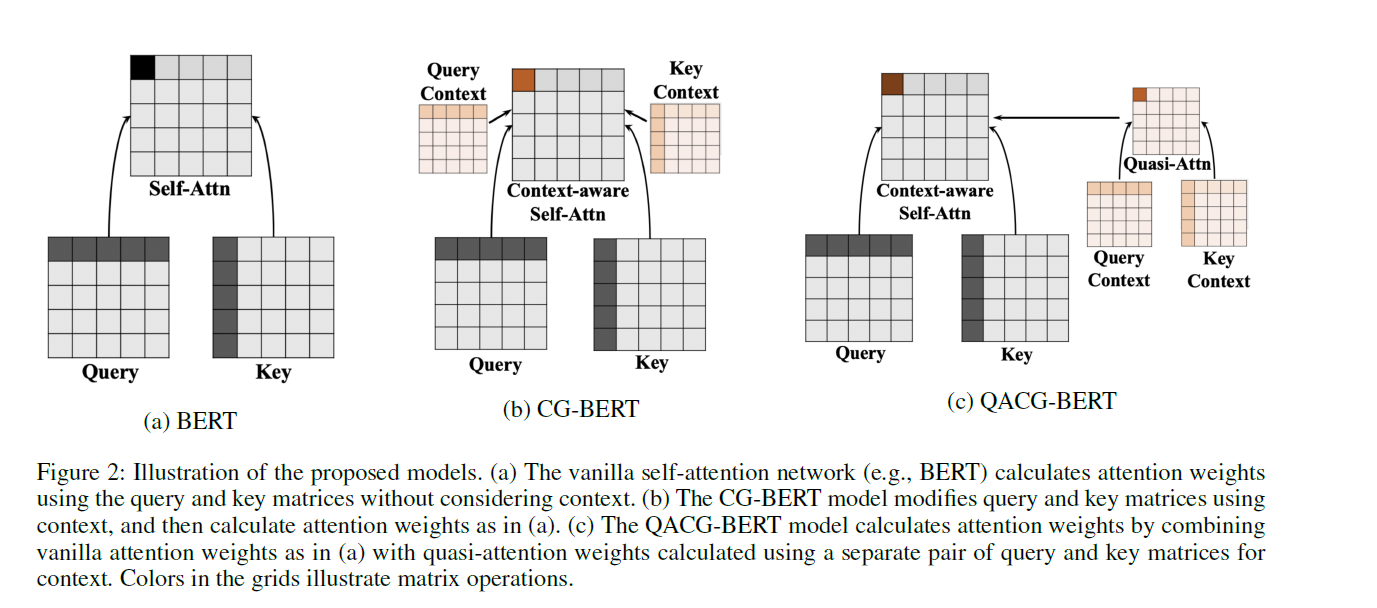 Self-Attn
Query
Key
(a) BERT
Query
Context
Key
Context
Context-aware
Self-Attn
Query
Key
(b) CG-BERT
Context-aware
Self-Attn
Quasi-Attn
Query
Context
Key
Context
Query
Key
(c) QACG-BERT
Figure 2: Illustration of the proposed models. (a) The vanilla self-attention network (e.g., BERT) calculates attention weights
using the query and key matrices without considering context. (b) The CG-BERT model modifies query and key matrices using
context, and then calculate attention weights as in (a). (c) The QACG-BERT model calculates attention weights by combining
vanilla attention weights as in (a) with quasi-attention weights calculated using a separate pair of query and key matrices for
context. Colors in the grids illustrate matrix operations.